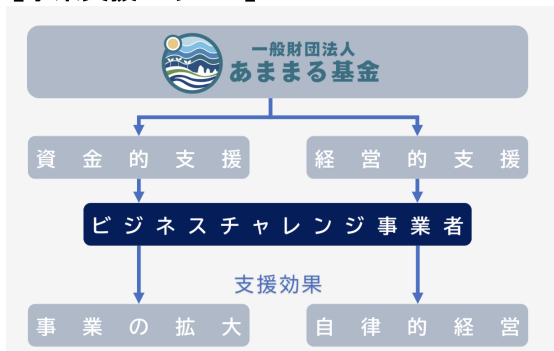 一般財団法人
あままる基金
資金的支援
経営的支援
ビジネスチャレンジ事業者
支援効果
事業の拡大
自律的経営